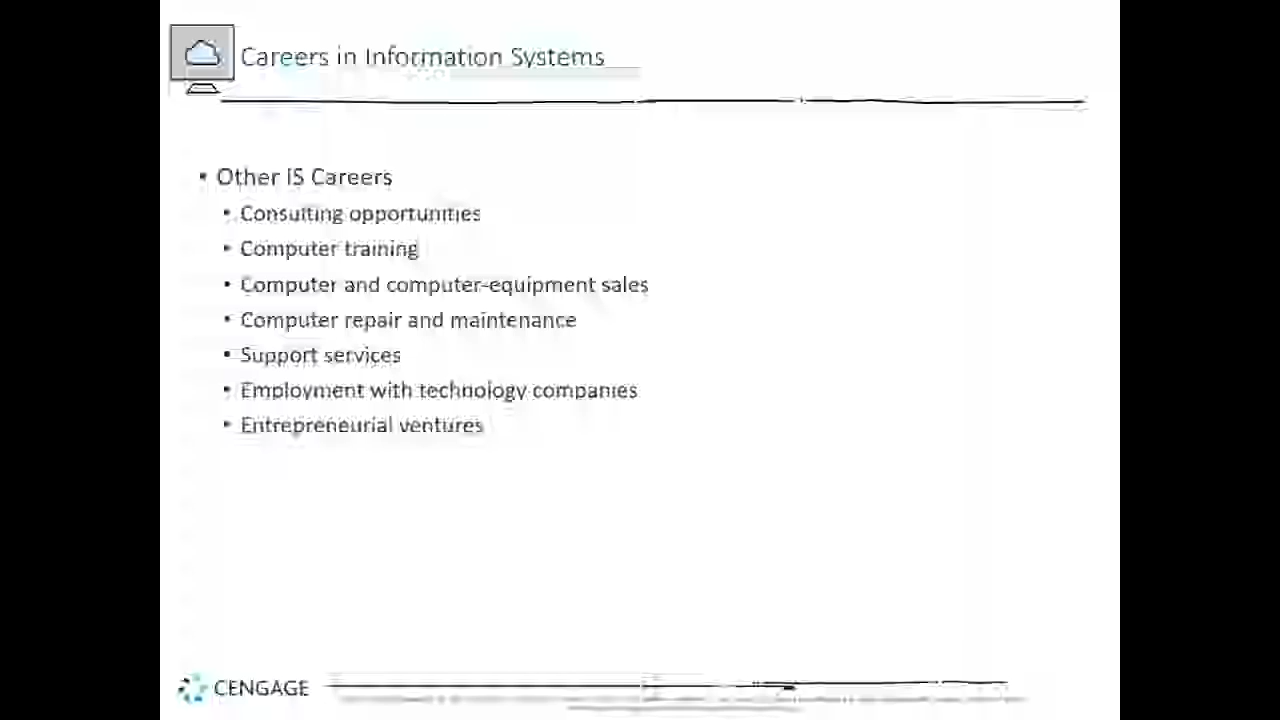 Careers in Information Systems
• Other IS Careers
• Consulting opportunities
• Computer training
• Computer and computer-equipment sales
• Computer repair and maintenance
• Support services
• Employment with technology companies
• Entrepreneurial ventures
CENGAGE